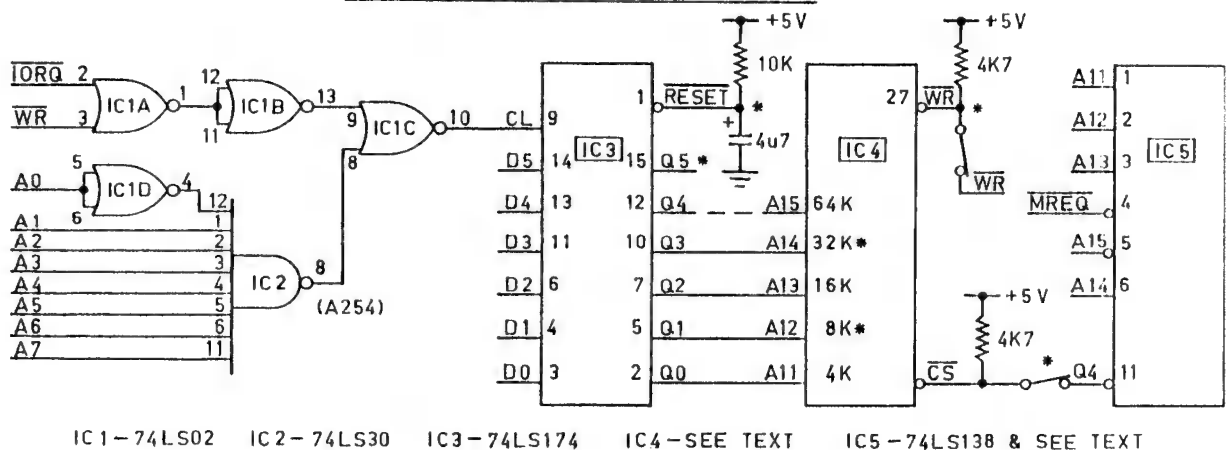 +5V
+5V
10K
4K7
IORQ 2
1
IC1A
12
IC1B
13
11
WR 3
9
IC1C
10
8
CL 9
1
RESET
*
+
4u7
IC3
27
WR
*
WR
IC4
A11 1
A12 2
A13 3
IC5
MREQ 4
A15 5
A14 6
A0
5
IC1D
4
6
12
A1 1
A2 2
A3 3
A4 4
A5 5
A6 6
A7 11
IC2
8
(A254)
D5 14
15 Q5 *
D4 13
12 Q4 A15 64K
D3 11
10 Q3 A14 32K*
D2 6
7 Q2 A13 16K
D1 4
5 Q1 A12 8K*
D0 3
2 Q0 A11 4K
+5V
4K7
CS
*
Q4 11
IC1-74LS02 IC2-74LS30 IC3-74LS174 IC4-SEE TEXT IC5-74LS138 & SEE TEXT